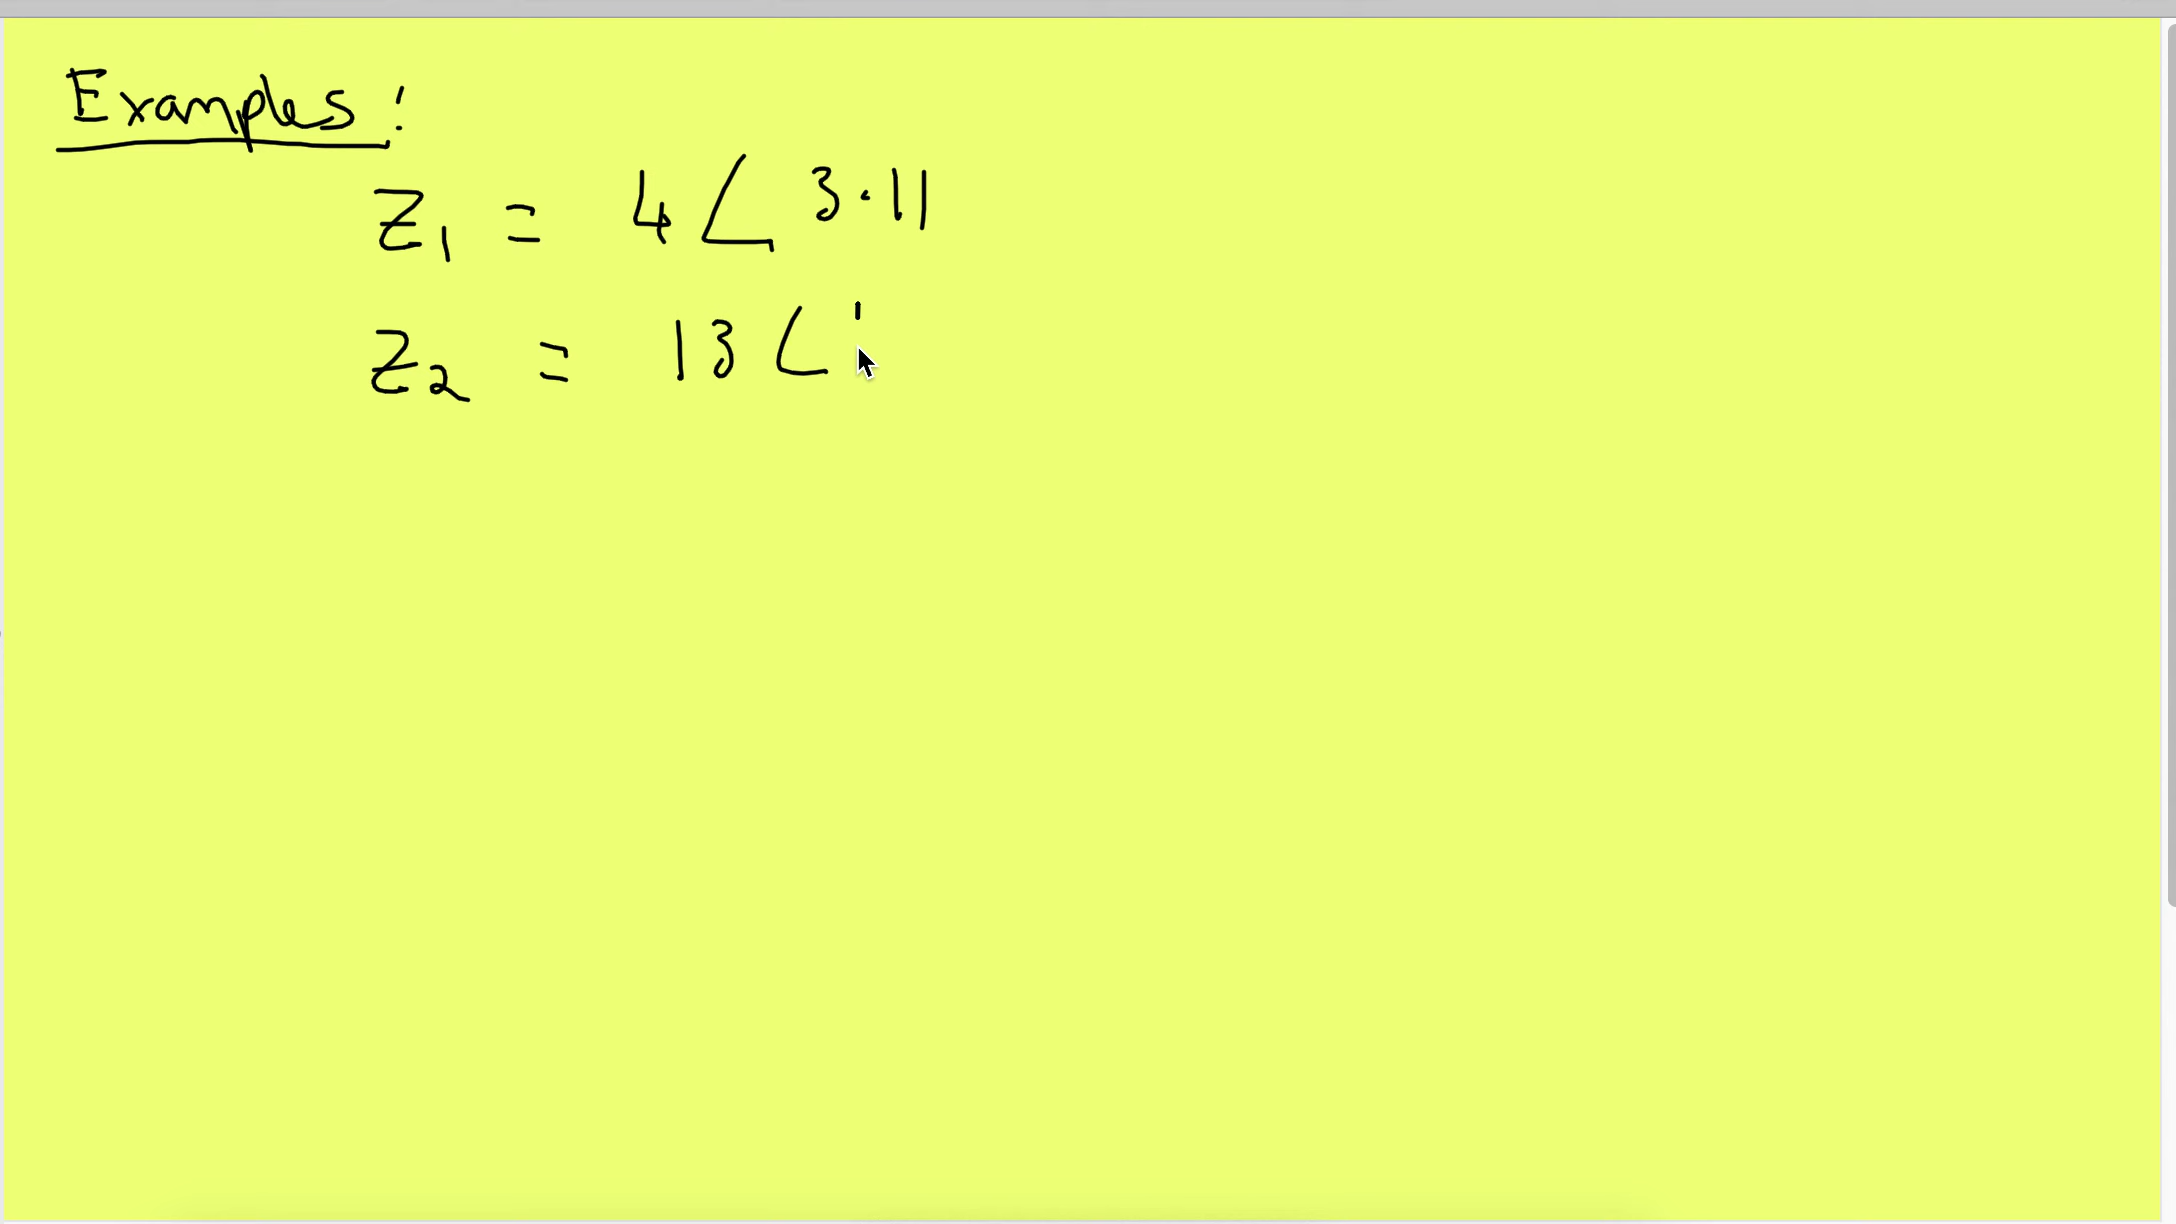 Examples:
Z₁ = 4 ∠ 3.11
Z₂ = 13 ∠